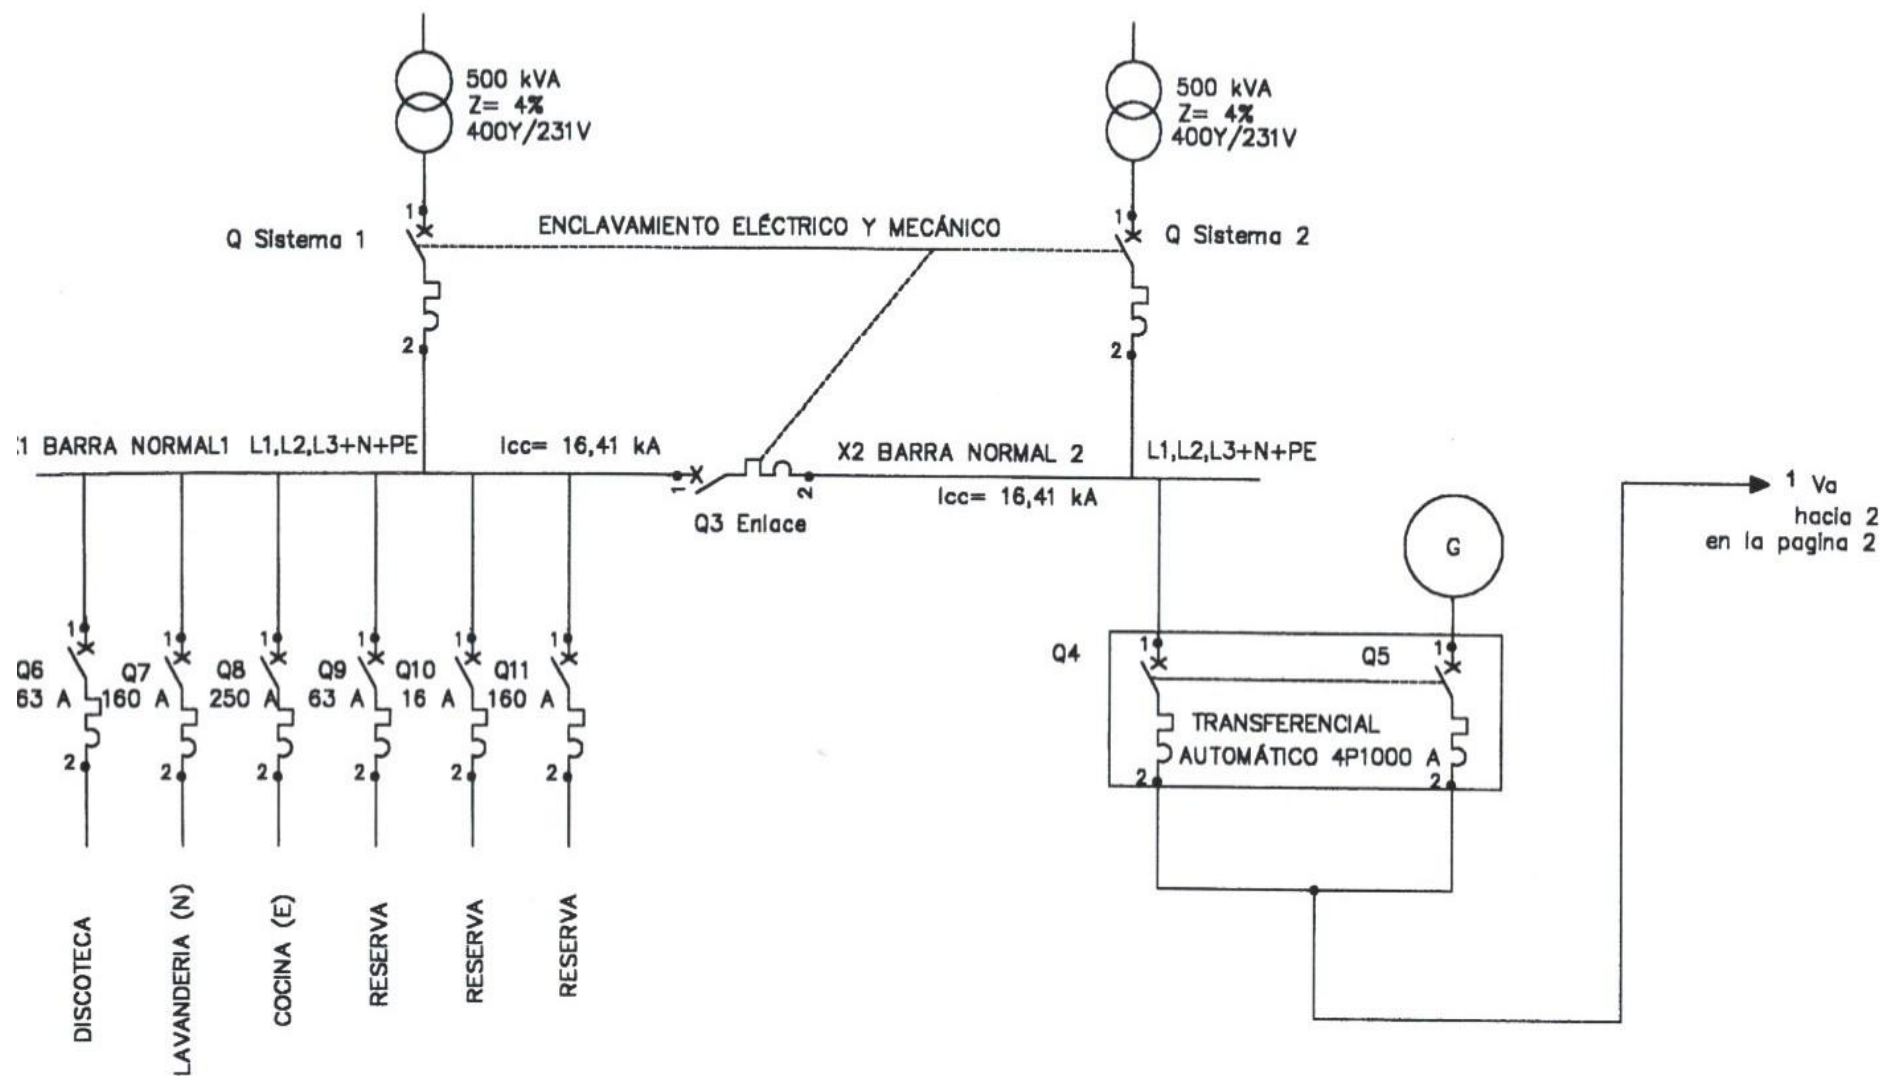 500 kVA
Z= 4%
400Y/231V
500 kVA
Z= 4%
400Y/231V
1
Q Sistema 1
2
ENCLAVAMIENTO ELÉCTRICO Y MECÁNICO
1
Q Sistema 2
2
1 BARRA NORMAL1 L1,L2,L3+N+PE
Icc= 16,41 kA
1
2
Q3 Enlace
X2 BARRA NORMAL 2
L1,L2,L3+N+PE
Icc= 16,41 kA
1 Va
hacia 2
en la pagina 2
G
1
Q6
63 A
2
DISCOTECA
1
Q7
160 A
2
LAVANDERIA (N)
1
Q8
250 A
2
COCINA (E)
1
Q9
63 A
2
RESERVA
1
Q10
16 A
2
RESERVA
1
Q11
160 A
2
RESERVA
Q4
1
Q5
1
TRANSFERENCIAL
AUTOMÁTICO 4P1000 A
2
2